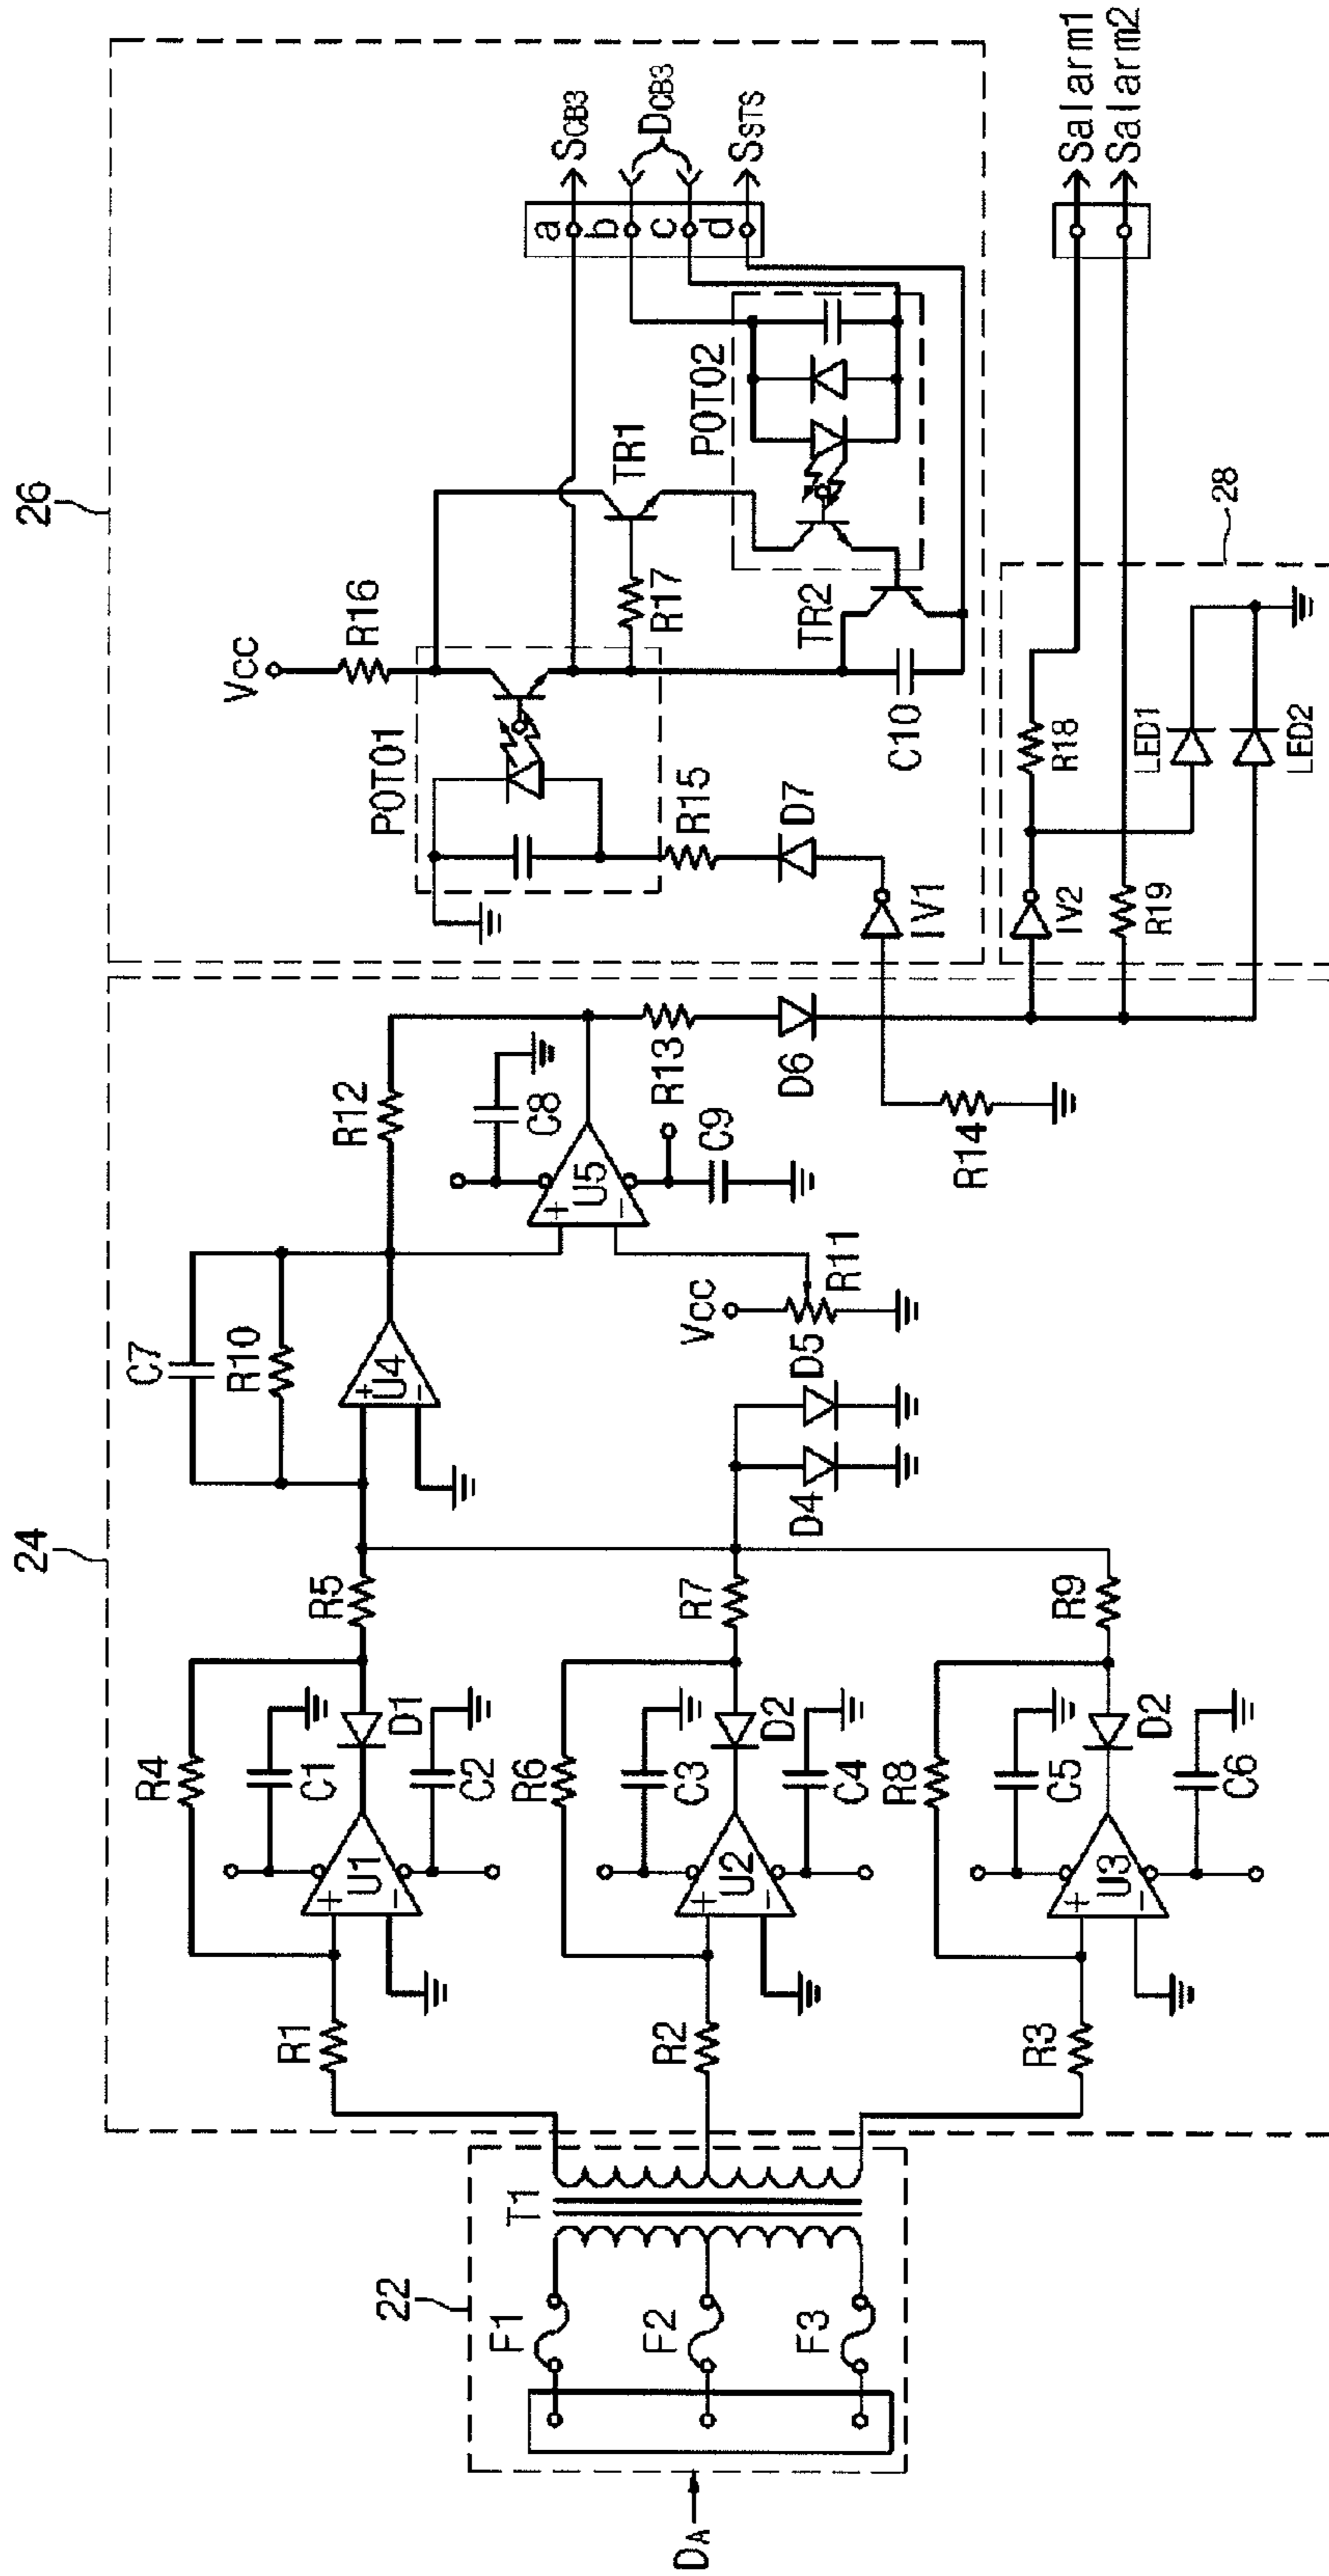 DA
22
F1
F2
F3
T1
24
R1
R4
U1
+
-
C1
C2
D1
R5
R2
R6
U2
+
-
C3
C4
D2
R7
R3
R8
U3
+
-
C5
C6
D2
R9
C7
R10
U4
+
-
D4
D5
VCC
R11
R12
U5
+
-
C8
C9
R13
D6
R14
26
VCC
R16
POTO1
R15
D7
IV1
R17
TR1
POTO2
TR2
C10
a
b
c
d
SCB3
DCB3
SSTS
28
IV2
R18
R19
LED1
LED2
Salarm1
Salarm2